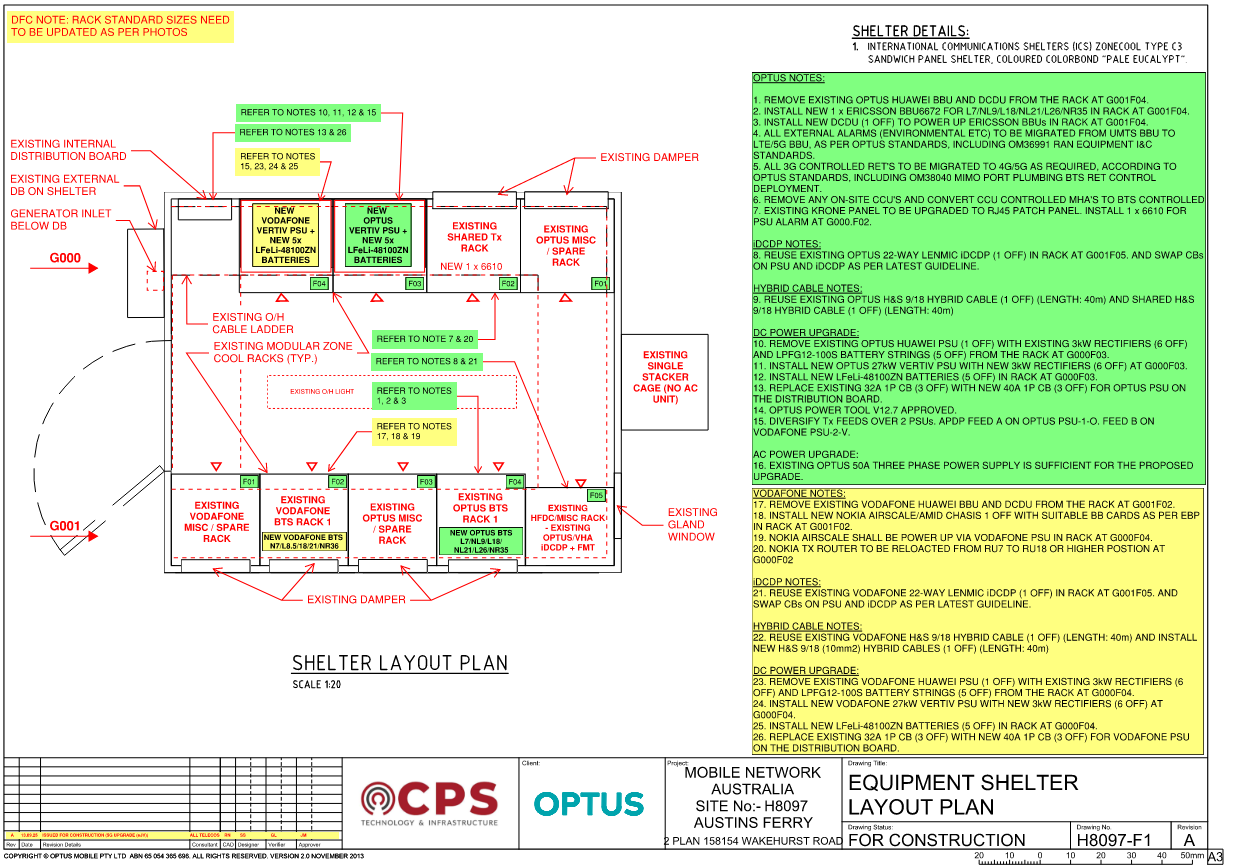 DFC NOTE: RACK STANDARD SIZES NEED
TO BE UPDATED AS PER PHOTOS
SHELTER DETAILS:
1. INTERNATIONAL COMMUNICATIONS SHELTERS (ICS) ZONECOOL TYPE C3
SANDWICH PANEL SHELTER, COLOURED COLORBOND "PALE EUCALYPT".
OPTUS NOTES:
1. REMOVE EXISTING OPTUS HUAWEI BBU AND DCDU FROM THE RACK AT G001F04.
2. INSTALL NEW 1 x ERICSSON BBU6672 FOR L7/NL9/L18/NL21/L26/NR35 IN RACK AT G001F04.
3. INSTALL NEW DCDU (1 OFF) TO POWER UP ERICSSON BBUs IN RACK AT G001F04.
4. ALL EXTERNAL ALARMS (ENVIRONMENTAL ETC) TO BE MIGRATED FROM UMTS BBU TO
LTE/5G BBU, AS PER OPTUS STANDARDS, INCLUDING OM36991 RAN EQUIPMENT I&C
STANDARDS.
5. ALL 3G CONTROLLED RET'S TO BE MIGRATED TO 4G/5G AS REQUIRED, ACCORDING TO
OPTUS STANDARDS, INCLUDING OM38040 MIMO PORT PLUMBING BTS RET CONTROL
DEPLOYMENT.
6. REMOVE ANY ON-SITE CCU'S AND CONVERT CCU CONTROLLED MHA'S TO BTS CONTROLLED
7. EXISTING KRONE PANEL TO BE UPGRADED TO RJ45 PATCH PANEL. INSTALL 1 x 6610 FOR
PSU ALARM AT G000.F02.
iDCDP NOTES:
8. REUSE EXISTING OPTUS 22-WAY LENMIC iDCDP (1 OFF) IN RACK AT G001F05. AND SWAP CBs
ON PSU AND iDCDP AS PER LATEST GUIDELINE.
HYBRID CABLE NOTES:
9. REUSE EXISTING OPTUS H&S 9/18 HYBRID CABLE (1 OFF) (LENGTH: 40m) AND SHARED H&S
9/18 HYBRID CABLE (1 OFF) (LENGTH: 40m)
DC POWER UPGRADE:
10. REMOVE EXISTING OPTUS HUAWEI PSU (1 OFF) WITH EXISTING 3kW RECTIFIERS (6 OFF)
AND LPFG12-100S BATTERY STRINGS (5 OFF) FROM THE RACK AT G000F03.
11. INSTALL NEW OPTUS 27kW VERTIV PSU WITH NEW 3kW RECTIFIERS (6 OFF) AT G000F03.
12. INSTALL NEW LFeLi-48100ZN BATTERIES (5 OFF) IN RACK AT G000F03.
13. REPLACE EXISTING 32A 1P CB (3 OFF) WITH NEW 40A 1P CB (3 OFF) FOR OPTUS PSU ON
THE DISTRIBUTION BOARD.
14. OPTUS POWER TOOL V12.7 APPROVED.
15. DIVERSIFY Tx FEEDS OVER 2 PSUs. APDP FEED A ON OPTUS PSU-1-O. FEED B ON
VODAFONE PSU-2-V.
AC POWER UPGRADE:
16. EXISTING OPTUS 50A THREE PHASE POWER SUPPLY IS SUFFICIENT FOR THE PROPOSED
UPGRADE.
VODAFONE NOTES:
17. REMOVE EXISTING VODAFONE HUAWEI BBU AND DCDU FROM THE RACK AT G001F02.
18. INSTALL NEW NOKIA AIRSCALE/AMID CHASIS 1 OFF WITH SUITABLE BB CARDS AS PER EBP
IN RACK AT G001F02.
19. NOKIA AIRSCALE SHALL BE POWER UP VIA VODAFONE PSU IN RACK AT G000F04.
20. NOKIA TX ROUTER TO BE RELOACTED FROM RU7 TO RU18 OR HIGHER POSTION AT
G000F02
iDCDP NOTES:
21. REUSE EXISTING VODAFONE 22-WAY LENMIC iDCDP (1 OFF) IN RACK AT G001F05. AND
SWAP CBs ON PSU AND iDCDP AS PER LATEST GUIDELINE.
HYBRID CABLE NOTES:
22. REUSE EXISTING VODAFONE H&S 9/18 HYBRID CABLE (1 OFF) (LENGTH: 40m) AND INSTALL
NEW H&S 9/18 (10mm2) HYBRID CABLES (1 OFF) (LENGTH: 40m)
DC POWER UPGRADE:
23. REMOVE EXISTING VODAFONE HUAWEI PSU (1 OFF) WITH EXISTING 3kW RECTIFIERS (6
OFF) AND LPFG12-100S BATTERY STRINGS (5 OFF) FROM THE RACK AT G000F04.
24. INSTALL NEW VODAFONE 27kW VERTIV PSU WITH NEW 3kW RECTIFIERS (6 OFF) AT
G000F04.
25. INSTALL NEW LFeLi-48100ZN BATTERIES (5 OFF) IN RACK AT G000F04.
26. REPLACE EXISTING 32A 1P CB (3 OFF) WITH NEW 40A 1P CB (3 OFF) FOR VODAFONE PSU
ON THE DISTRIBUTION BOARD.
REFER TO NOTES 10, 11, 12 & 15
REFER TO NOTES 13 & 26
REFER TO NOTES
15, 23, 24 & 25
EXISTING INTERNAL
DISTRIBUTION BOARD
EXISTING EXTERNAL
DB ON SHELTER
GENERATOR INLET
BELOW DB
EXISTING DAMPER
G000
NEW
VODAFONE
VERTIV PSU +
NEW 5x
LFeLi-48100ZN
BATTERIES
F04
NEW
OPTUS
VERTIV PSU +
NEW 5x
LFeLi-48100ZN
BATTERIES
F03
EXISTING
SHARED Tx
RACK
NEW 1 x 6610
F02
EXISTING
OPTUS MISC
/ SPARE
RACK
F01
EXISTING O/H
CABLE LADDER
EXISTING MODULAR ZONE
COOL RACKS (TYP.)
REFER TO NOTE 7 & 20
REFER TO NOTES 8 & 21
EXISTING O/H LIGHT
REFER TO NOTES
1, 2 & 3
REFER TO NOTES
17, 18 & 19
EXISTING
SINGLE
STACKER
CAGE (NO AC
UNIT)
G001
F01
EXISTING
VODAFONE
MISC / SPARE
RACK
F02
EXISTING
VODAFONE
BTS RACK 1
NEW VODAFONE BTS
N7/L8.5/18/21/NR36
F03
EXISTING
OPTUS MISC
/ SPARE
RACK
F04
EXISTING
OPTUS BTS
RACK 1
NEW OPTUS BTS
L7/NL9/L18/
NL21/L26/NR35
F05
EXISTING
HFDC/MISC RACK
- EXISTING
OPTUS/VHA
iDCDP + FMT
EXISTING
GLAND
WINDOW
EXISTING DAMPER
SHELTER LAYOUT PLAN
SCALE 1:20
A 13.05.25 ISSUED FOR CONSTRUCTION (5G UPGRADE (eJV)) ALL TELECOMS RN SS GL JM
Rev Date Revision Details Consultant CAD Designer Verifier Approver
CPS
TECHNOLOGY & INFRASTRUCTURE
Client:
OPTUS
Project:
MOBILE NETWORK
AUSTRALIA
SITE No:- H8097
AUSTINS FERRY
2 PLAN 158154 WAKEHURST ROAD
Drawing Title:
EQUIPMENT SHELTER
LAYOUT PLAN
Drawing Status:
FOR CONSTRUCTION
Drawing No.
H8097-F1
Revision
A
COPYRIGHT © OPTUS MOBILE PTY LTD ABN 65 054 365 696. ALL RIGHTS RESERVED. VERSION 2.0 NOVEMBER 2013
20 10 0 10 20 30 40 50mm A3